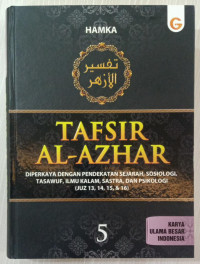 G
HAMKA
تفسير
الأزهر
TAFSIR
AL-AZHAR
DIPERKAYA DENGAN PENDEKATAN SEJARAH, SOSIOLOGI,
TASAWUF, ILMU KALAM, SASTRA, DAN PSIKOLOGI
(JUZ 13, 14, 15, & 16)
KARYA
ULAMA BESAR
INDONESIA
5